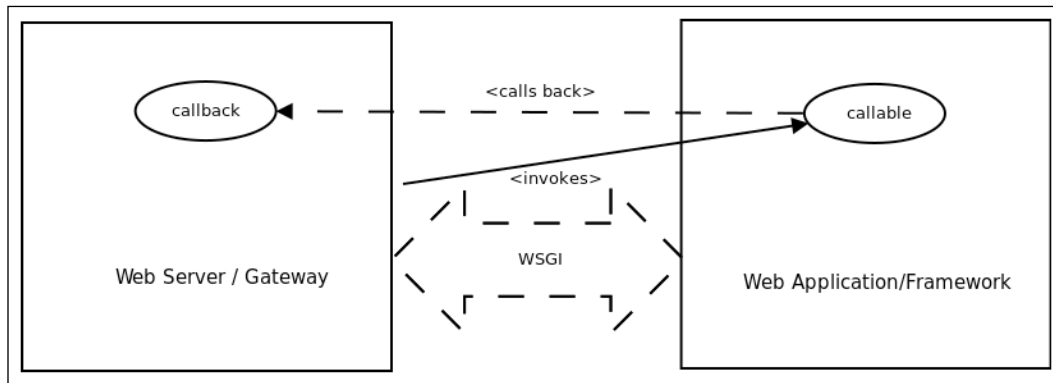 <calls back>
callback
callable
<invokes>
WSGI
Web Server / Gateway
Web Application/Framework